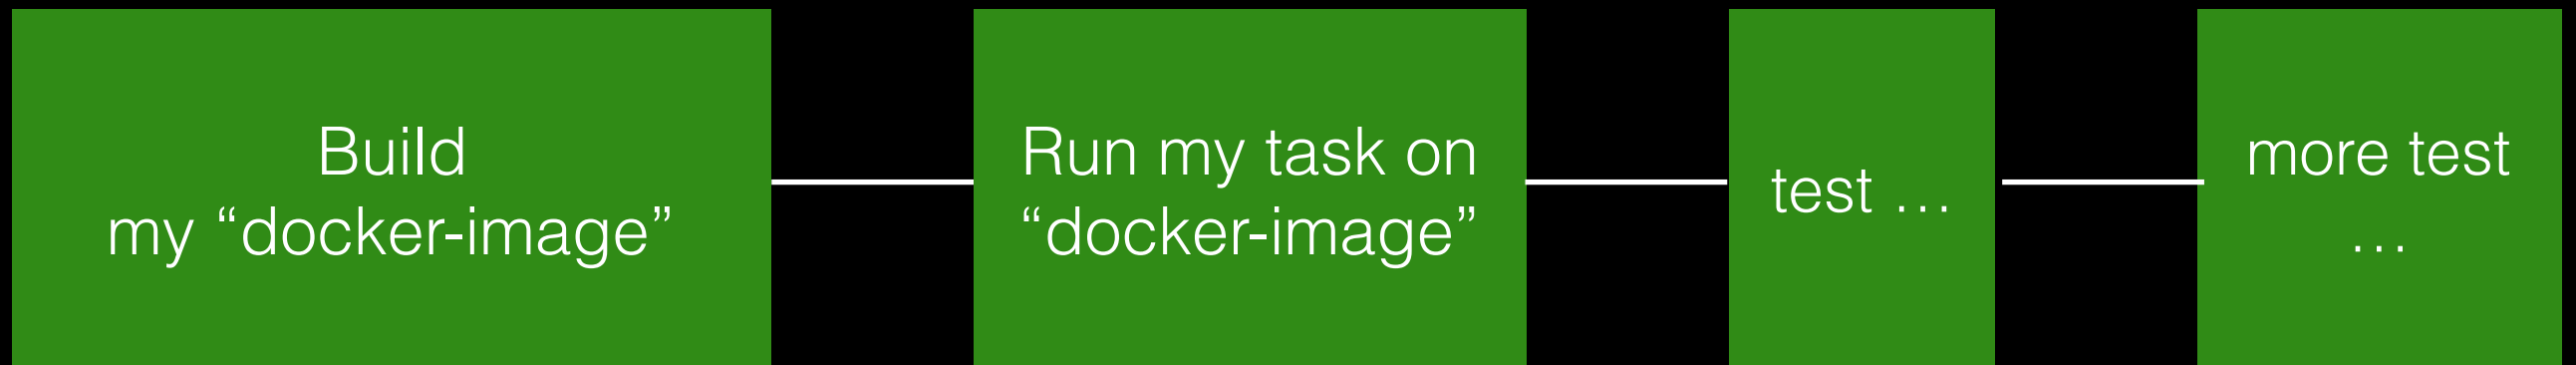 Build
my “docker-image”
Run my task on
“docker-image”
test …
more test
…